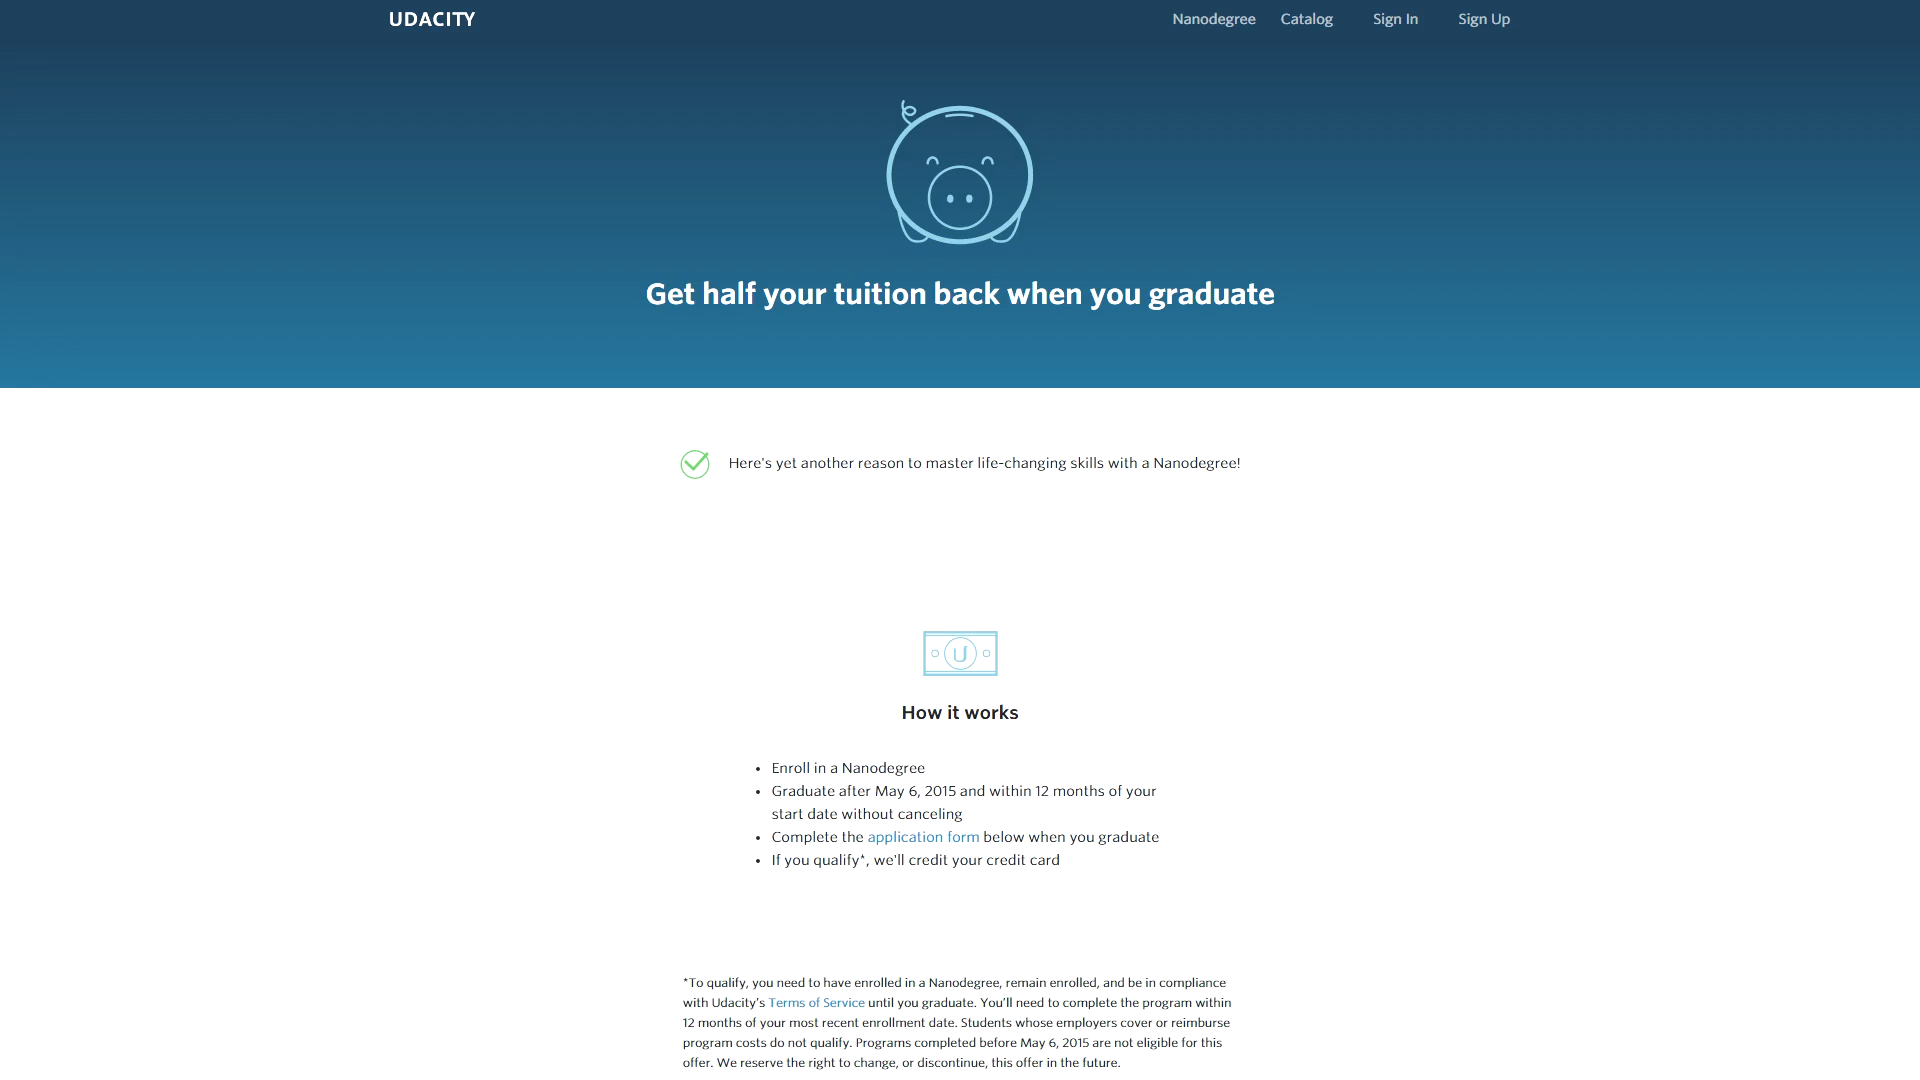 UDACITY
Nanodegree Catalog Sign In Sign Up
Get half your tuition back when you graduate
Here's yet another reason to master life-changing skills with a Nanodegree!
U
How it works
• Enroll in a Nanodegree
• Graduate after May 6, 2015 and within 12 months of your
start date without canceling
• Complete the application form below when you graduate
• If you qualify*, we'll credit your credit card
*To qualify, you need to have enrolled in a Nanodegree, remain enrolled, and be in compliance
with Udacity's Terms of Service until you graduate. You'll need to complete the program within
12 months of your most recent enrollment date. Students whose employers cover or reimburse
program costs do not qualify. Programs completed before May 6, 2015 are not eligible for this
offer. We reserve the right to change, or discontinue, this offer in the future.